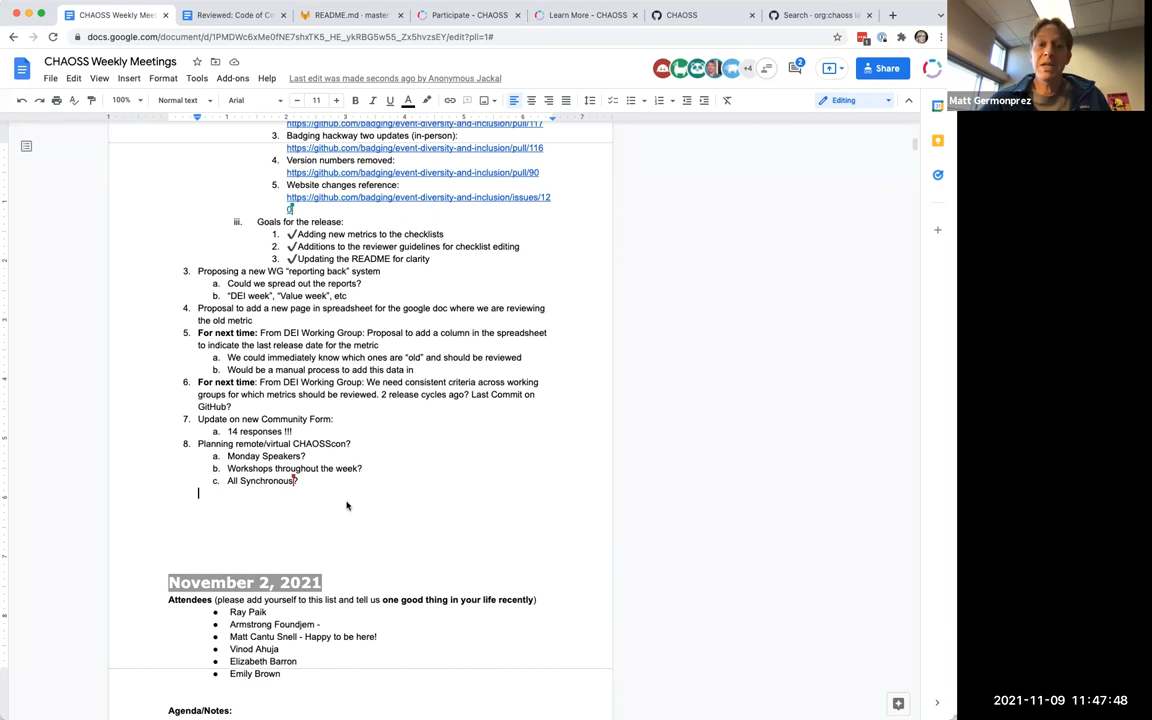 CHAOSS Weekly Meeti
Reviewed: Code of Co
README.md · master
Participate - CHAOSS
Learn More - CHAOSS
CHAOSS
Search · org:chaoss li
docs.google.com/document/d/1PMDWc6xMe0fNE7shxTK5_HE_ykRBG5w55_Zx5hvzsEY/edit?pli=1#
CHAOSS Weekly Meetings
File Edit View Insert Format Tools Add-ons Help Last edit was made seconds ago by Anonymous Jackal
+4
2
Share
100% Normal text Arial 11 B I U A Editing
Matt Germonprez
1 1 2 3 4 5 6 7
https://github.com/badging/event-diversity-and-inclusion/pull/117
3. Badging hackway two updates (in-person):
https://github.com/badging/event-diversity-and-inclusion/pull/116
4. Version numbers removed:
https://github.com/badging/event-diversity-and-inclusion/pull/90
5. Website changes reference:
https://github.com/badging/event-diversity-and-inclusion/issues/12
0
iii. Goals for the release:
1. ✓Adding new metrics to the checklists
2. ✓Additions to the reviewer guidelines for checklist editing
3. ✓Updating the README for clarity
3. Proposing a new WG “reporting back” system
a. Could we spread out the reports?
b. “DEI week”, “Value week”, etc
4. Proposal to add a new page in spreadsheet for the google doc where we are reviewing
the old metric
5. For next time: From DEI Working Group: Proposal to add a column in the spreadsheet
to indicate the last release date for the metric
a. We could immediately know which ones are “old” and should be reviewed
b. Would be a manual process to add this data in
6. For next time: From DEI Working Group: We need consistent criteria across working
groups for which metrics should be reviewed. 2 release cycles ago? Last Commit on
GitHub?
7. Update on new Community Form:
a. 14 responses !!!
8. Planning remote/virtual CHAOSScon?
a. Monday Speakers?
b. Workshops throughout the week?
c. All Synchronous?
November 2, 2021
Attendees (please add yourself to this list and tell us one good thing in your life recently)
● Ray Paik
● Armstrong Foundjem -
● Matt Cantu Snell - Happy to be here!
● Vinod Ahuja
● Elizabeth Barron
● Emily Brown
Agenda/Notes:
2021-11-09 11:47:48